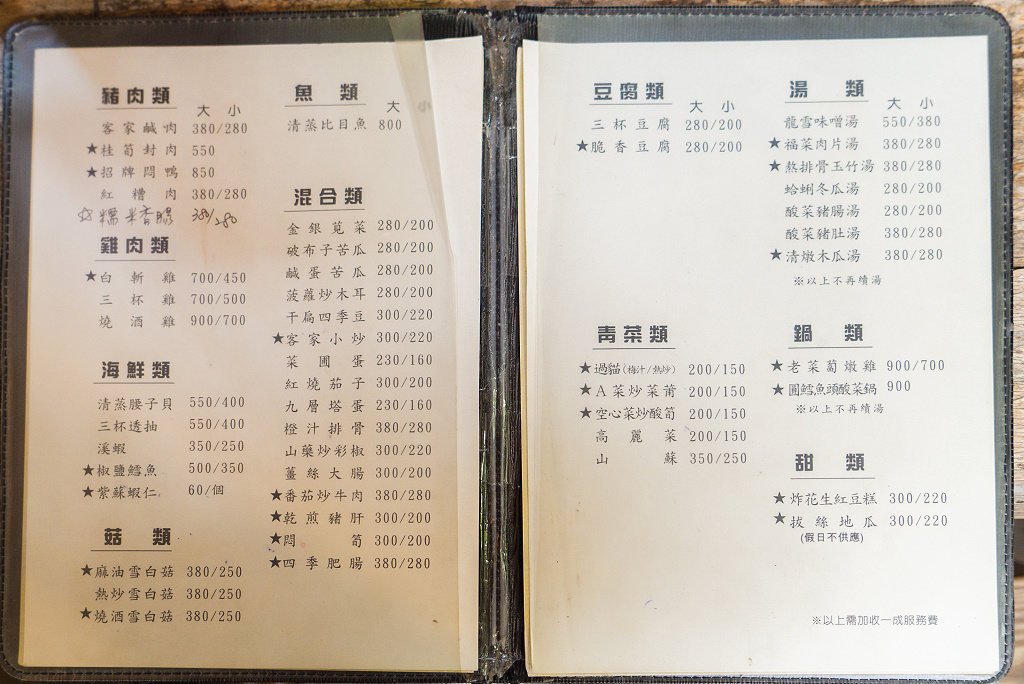 豬肉類
大 小
客家鹹肉 380/280
★桂筍封肉 550
★招牌悶鴨 850
紅糟肉 380/280
☆糯米香腸 380/280
雞肉類
★白斬雞 700/450
三杯雞 700/500
燒酒雞 900/700
海鮮類
清蒸腰子貝 550/400
三杯透抽 550/400
溪蝦 350/250
★椒鹽鱈魚 500/350
★紫蘇蝦仁 60/個
菇類
★麻油雪白菇 380/250
熱炒雪白菇 380/250
★燒酒雪白菇 380/250
魚類
大 小
清蒸比目魚 800
混合類
金銀莧菜 280/200
破布子苦瓜 280/200
鹹蛋苦瓜 280/200
菠蘿炒木耳 280/200
干扁四季豆 300/220
★客家小炒 300/220
菜圃蛋 230/160
紅燒茄子 300/200
九層塔蛋 230/160
橙汁排骨 380/280
山藥炒彩椒 300/220
薑絲大腸 300/200
★番茄炒牛肉 380/280
★乾煎豬肝 300/200
★悶筍 300/200
★四季肥腸 380/280
豆腐類
大 小
三杯豆腐 280/200
★脆香豆腐 280/200
青菜類
★過貓(梅汁/熱炒) 200/150
★A菜炒菜莆 200/150
★空心菜炒酸筍 200/150
高麗菜 200/150
山蘇 350/250
湯類
大 小
龍雪味噌湯 550/380
★福菜肉片湯 380/280
★熬排骨玉竹湯 380/280
蛤蜊冬瓜湯 280/200
酸菜豬腸湯 280/200
酸菜豬肚湯 380/280
★清燉木瓜湯 380/280
※以上不再續湯
鍋類
★老菜蔔燉雞 900/700
★圓鱈魚頭酸菜鍋 900
※以上不再續湯
甜類
★炸花生紅豆糕 300/220
★拔絲地瓜 300/220
(假日不供應)
※以上需加收一成服務費